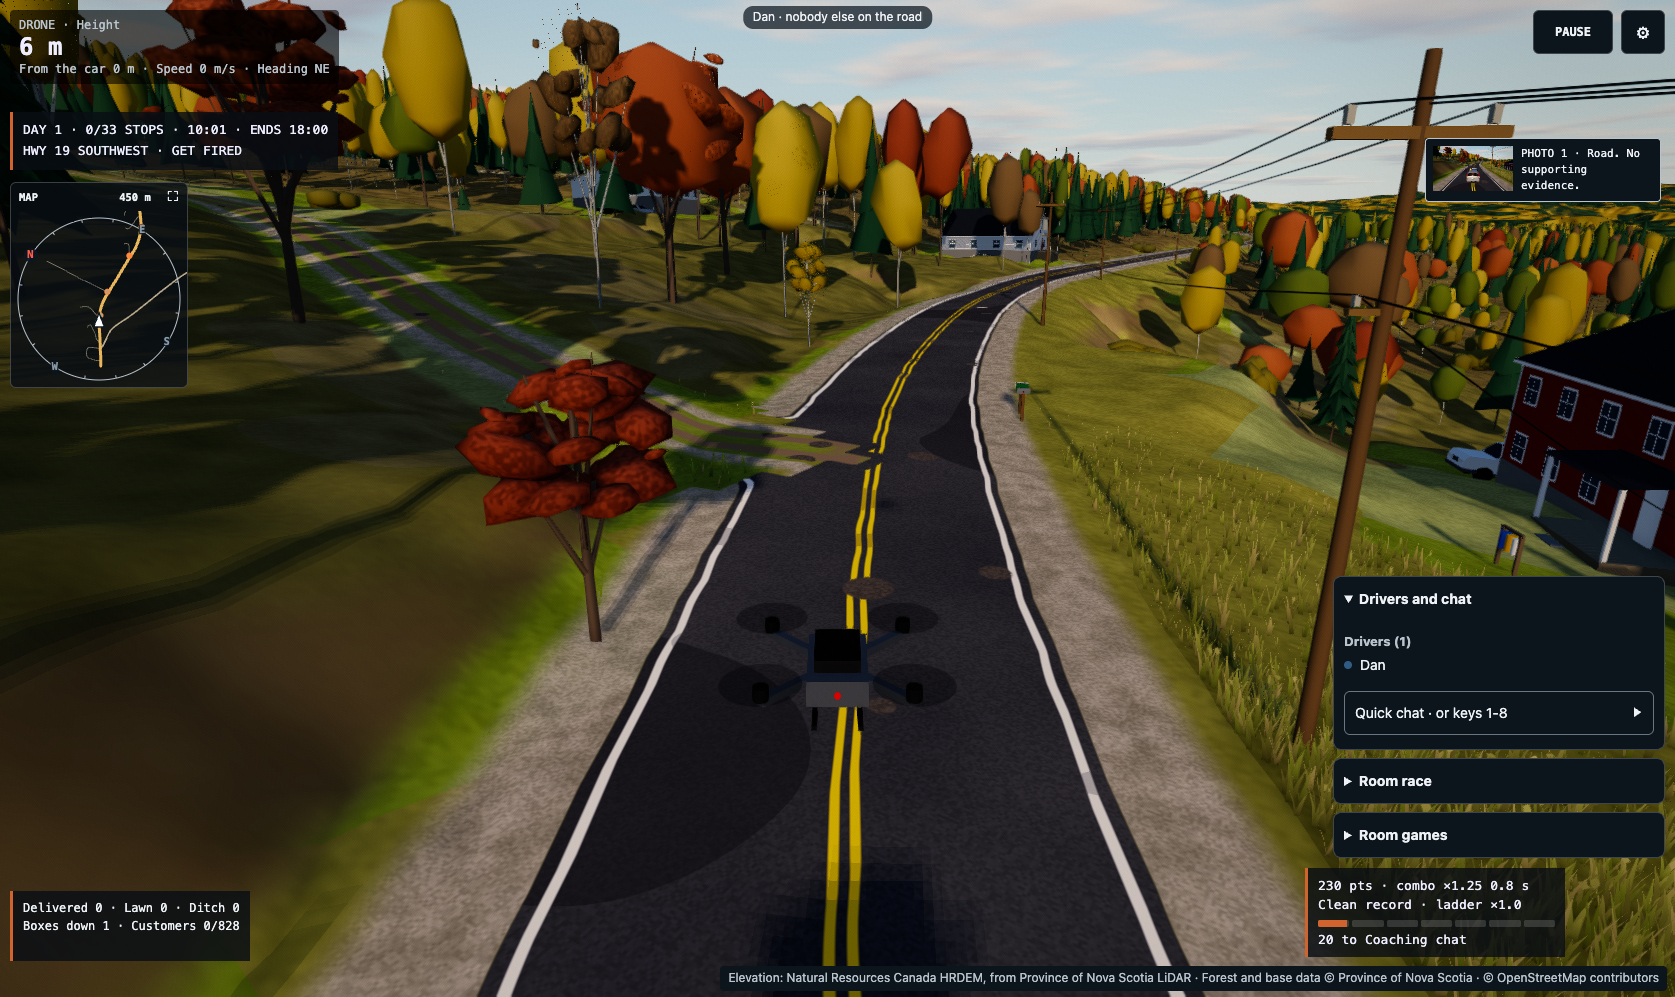 DRONE · Height
6 m
From the car 0 m · Speed 0 m/s · Heading NE
DAY 1 · 0/33 STOPS · 10:01 · ENDS 18:00
HWY 19 SOUTHWEST · GET FIRED
MAP 450 m
N
E
S
W
Dan · nobody else on the road
PAUSE
PHOTO 1 · Road. No
supporting
evidence.
Drivers and chat
Drivers (1)
Dan
Quick chat · or keys 1-8
Room race
Room games
230 pts · combo ×1.25 0.8 s
Clean record · ladder ×1.0
20 to Coaching chat
Delivered 0 · Lawn 0 · Ditch 0
Boxes down 1 · Customers 0/828
Elevation: Natural Resources Canada HRDEM, from Province of Nova Scotia LiDAR · Forest and base data © Province of Nova Scotia · © OpenStreetMap contributors